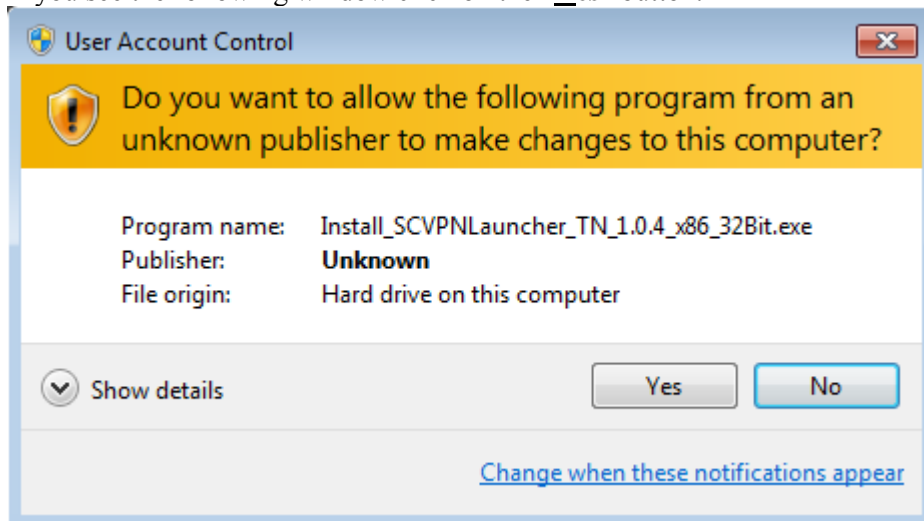 User Account Control
Do you want to allow the following program from an
unknown publisher to make changes to this computer?
Program name: Install_SCVPNLauncher_TN_1.0.4_x86_32Bit.exe
Publisher: Unknown
File origin: Hard drive on this computer
Show details
Yes No
Change when these notifications appear